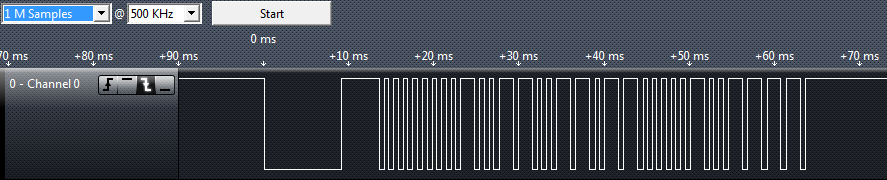 1 M Samples @ 500 KHz Start
0 ms
70 ms +80 ms +90 ms +10 ms +20 ms +30 ms +40 ms +50 ms +60 ms +70 ms
0 - Channel 0